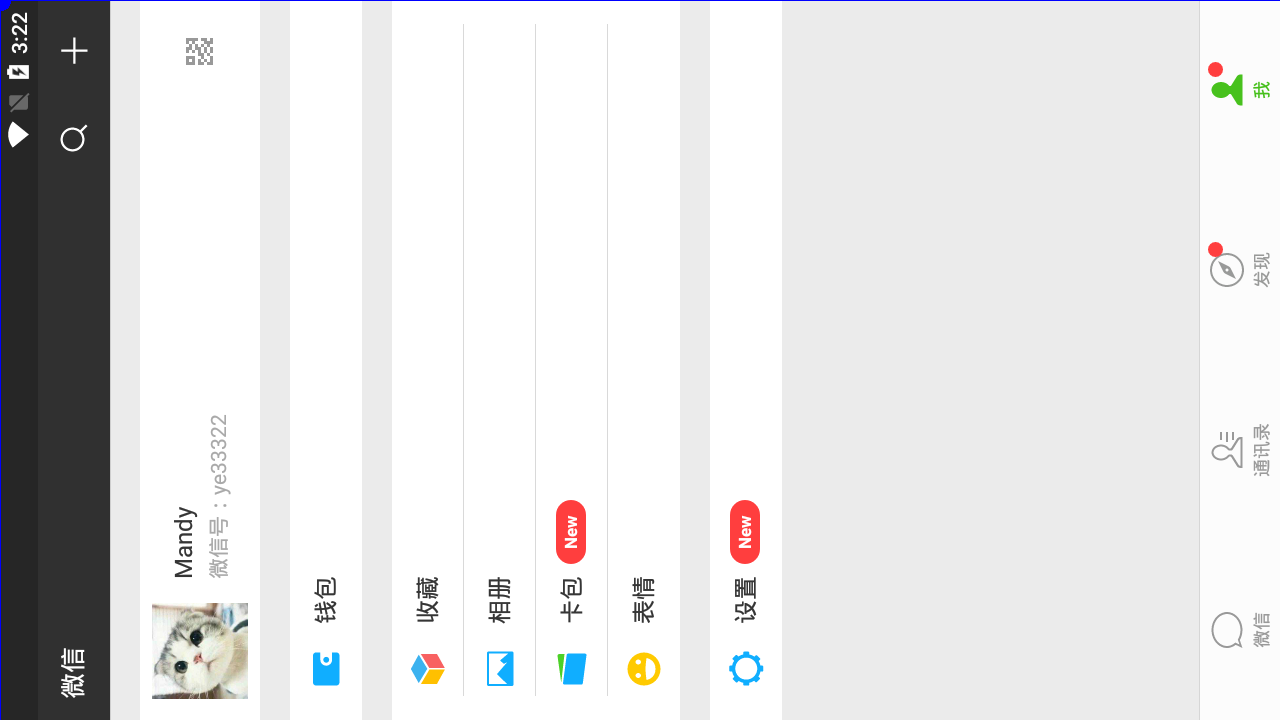 3:22
微信
Mandy
微信号：ye33322
钱包
收藏
相册
卡包 New
表情
设置 New
微信 通讯录 发现 我